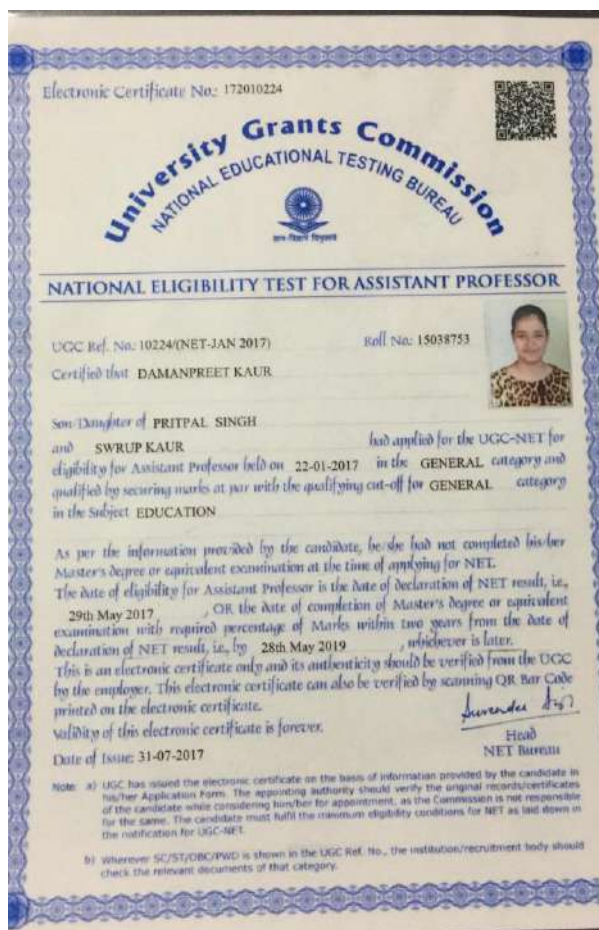 Electronic Certificate No.: 172010224
University Grants Commission
NATIONAL EDUCATIONAL TESTING BUREAU
ज्ञान-विज्ञान विमुक्तये
NATIONAL ELIGIBILITY TEST FOR ASSISTANT PROFESSOR
UGC Ref. No.: 10224/(NET-JAN 2017) Roll No.: 15038753
Certified that DAMANPREET KAUR
Son/Daughter of PRITPAL SINGH
and SWRUP KAUR had applied for the UGC-NET for
eligibility for Assistant Professor held on 22-01-2017 in the GENERAL category and
qualified by securing marks at par with the qualifying cut-off for GENERAL category
in the Subject EDUCATION
As per the information provided by the candidate, he/she had not completed his/her
Master's degree or equivalent examination at the time of applying for NET.
The date of eligibility for Assistant Professor is the date of declaration of NET result, i.e.,
29th May 2017 , OR the date of completion of Master's degree or equivalent
examination with required percentage of Marks within two years from the date of
declaration of NET result, i.e., by 28th May 2019 , whichever is later.
This is an electronic certificate only and its authenticity should be verified from the UGC
by the employer. This electronic certificate can also be verified by scanning QR Bar Code
printed on the electronic certificate.
Validity of this electronic certificate is forever.
Date of Issue: 31-07-2017
Head
NET Bureau
Note: a) UGC has issued the electronic certificate on the basis of information provided by the candidate in
his/her Application Form. The appointing authority should verify the original records/certificates
of the candidate while considering him/her for appointment, as the Commission is not responsible
for the same. The candidate must fulfil the minimum eligibility conditions for NET as laid down in
the notification for UGC-NET.
b) Wherever SC/ST/OBC/PWD is shown in the UGC Ref. No., the institution/recruitment body should
check the relevant documents of that category.